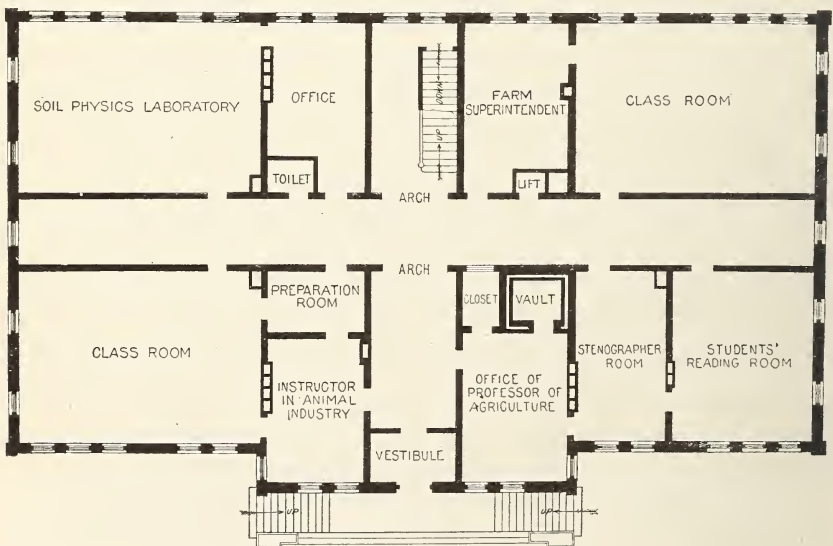 SOIL PHYSICS LABORATORY
OFFICE
TOILET
DOWN
UP
FARM
SUPERINTENDENT
LIFT
CLASS ROOM
ARCH
ARCH
CLASS ROOM
PREPARATION
ROOM
INSTRUCTOR
IN ANIMAL
INDUSTRY
VESTIBULE
CLOSET
VAULT
OFFICE OF
PROFESSOR OF
AGRICULTURE
STENOGRAPHER
ROOM
STUDENTS'
READING ROOM
UP
UP